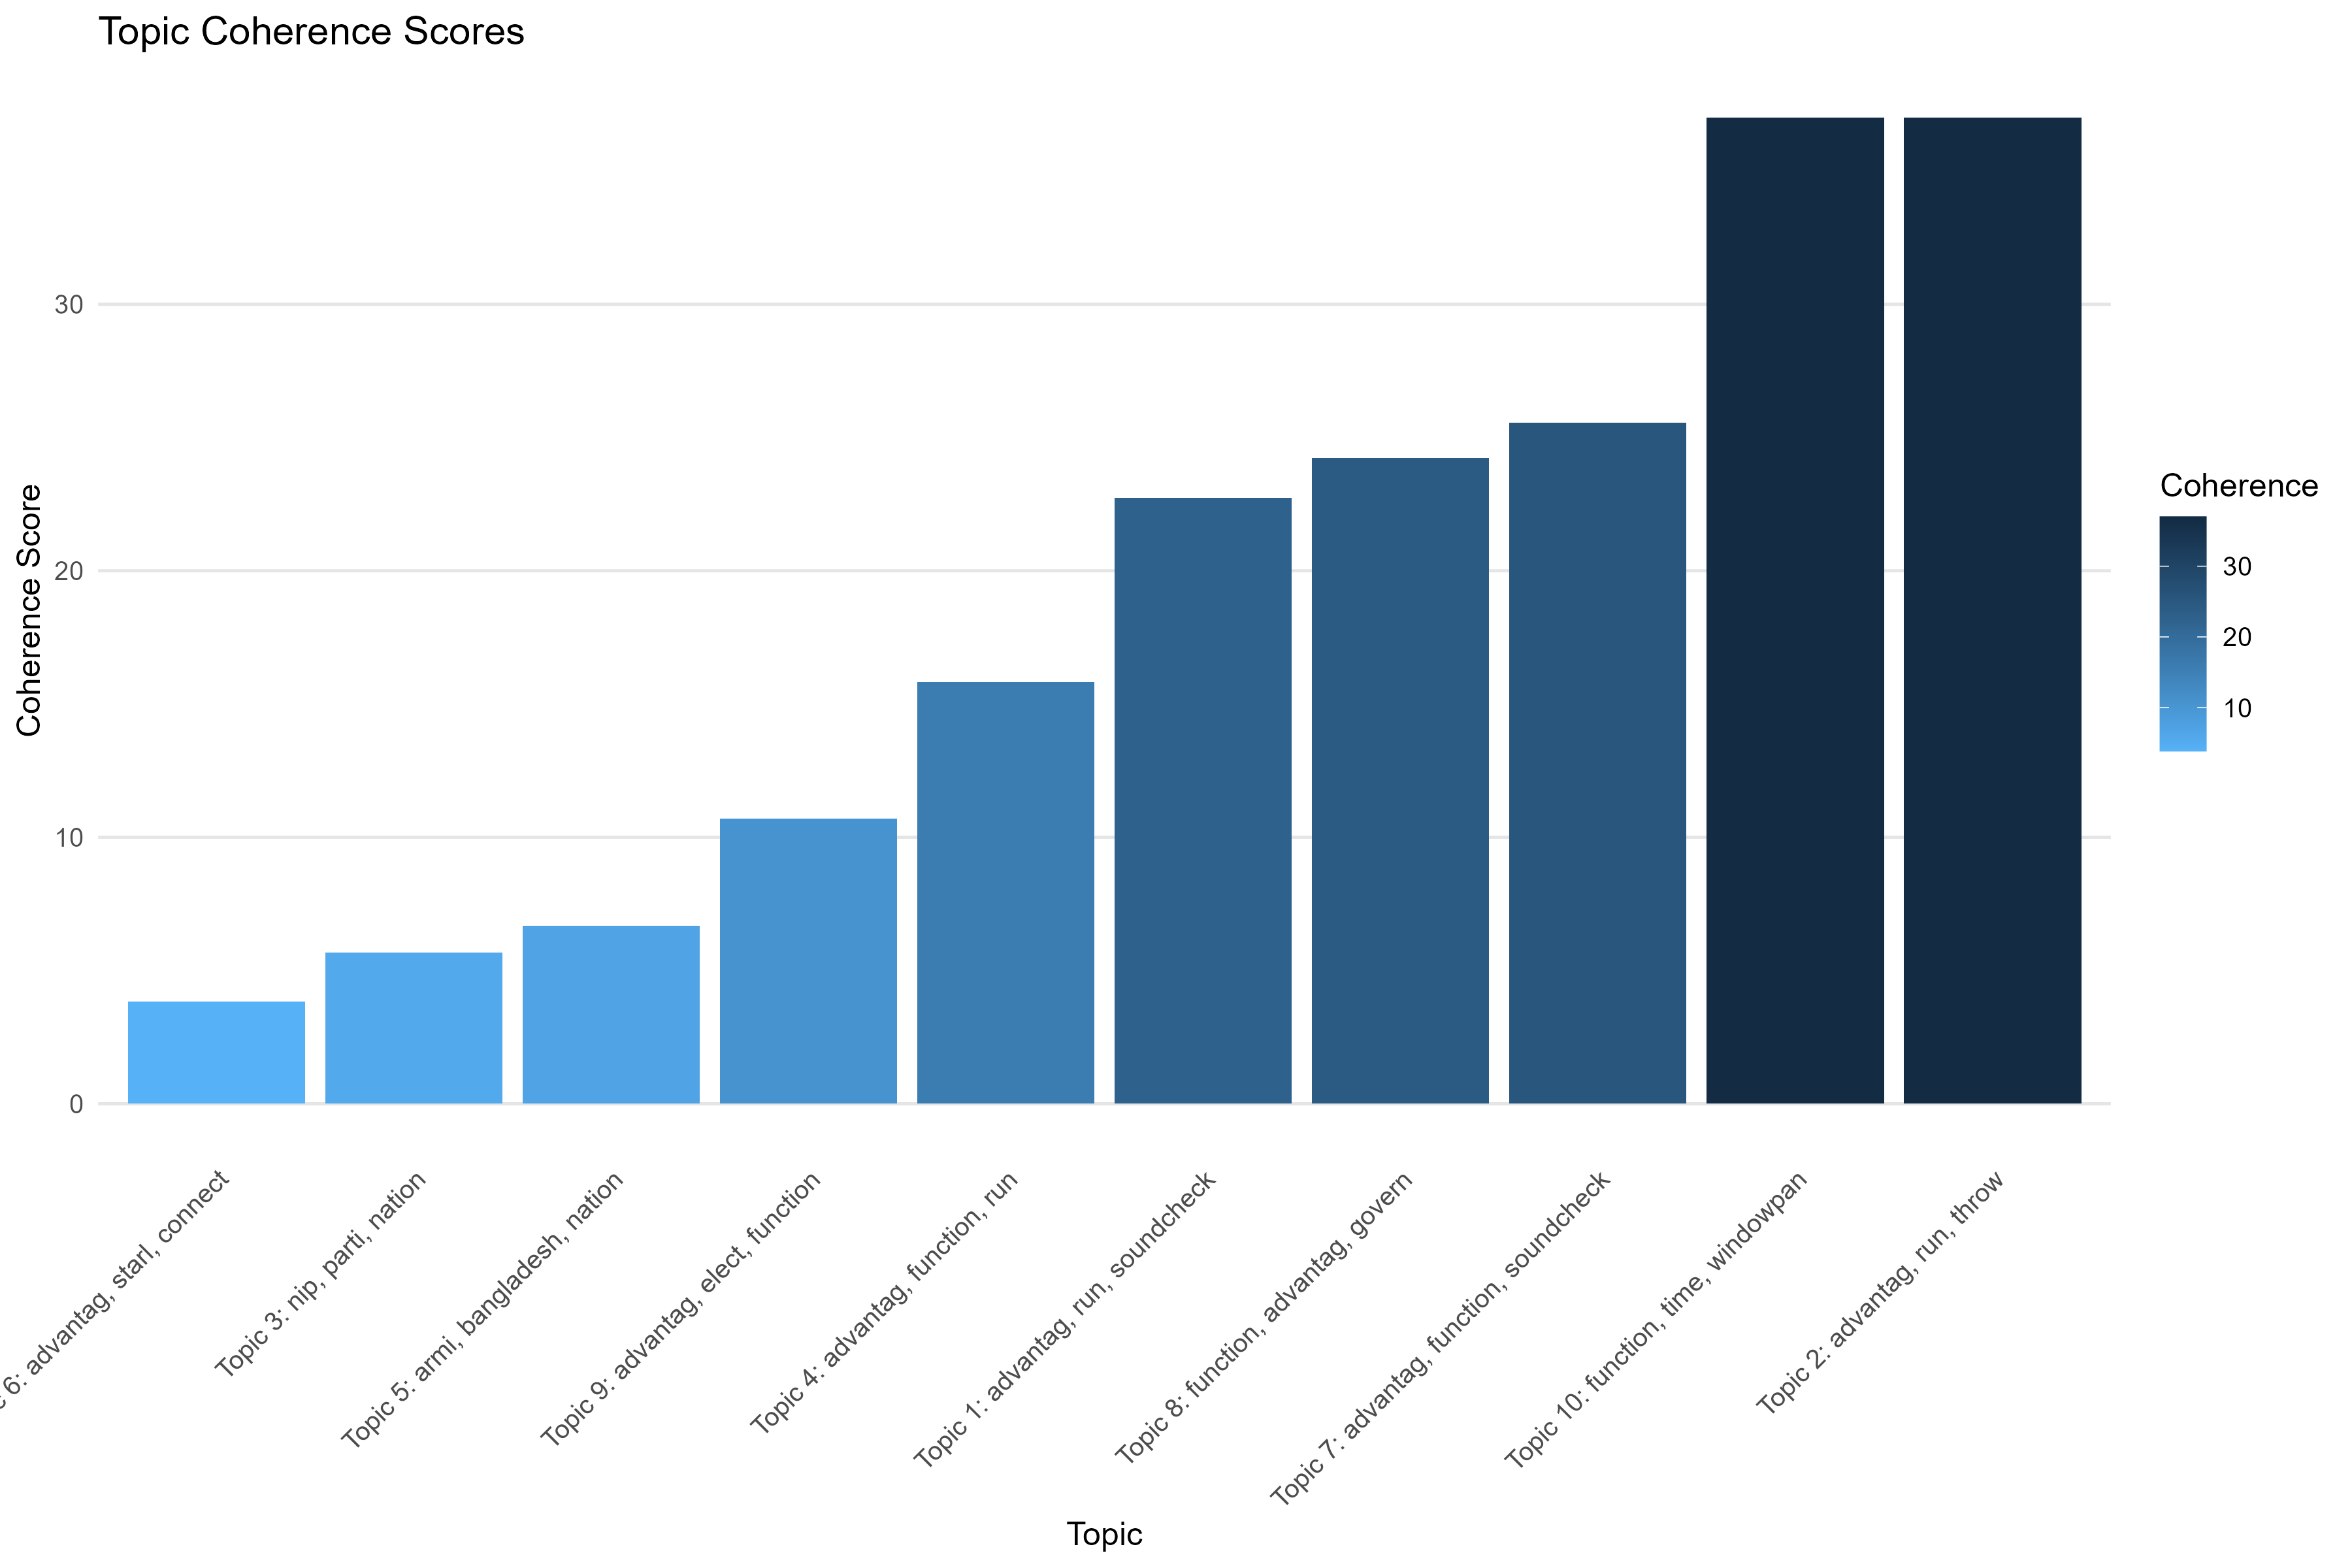 Topic Coherence Scores
Coherence Score
30
20
10
0
6: advantag, starl, connect
Topic 3: nip, parti, nation
Topic 5: armi, bangladesh, nation
Topic 9: advantag, elect, function
Topic 4: advantag, function, run
Topic 1: advantag, run, soundcheck
Topic 8: function, advantag, govern
Topic 7: advantag, function, soundcheck
Topic 10: function, time, windowpan
Topic 2: advantag, run, throw
Topic
Coherence
30
20
10